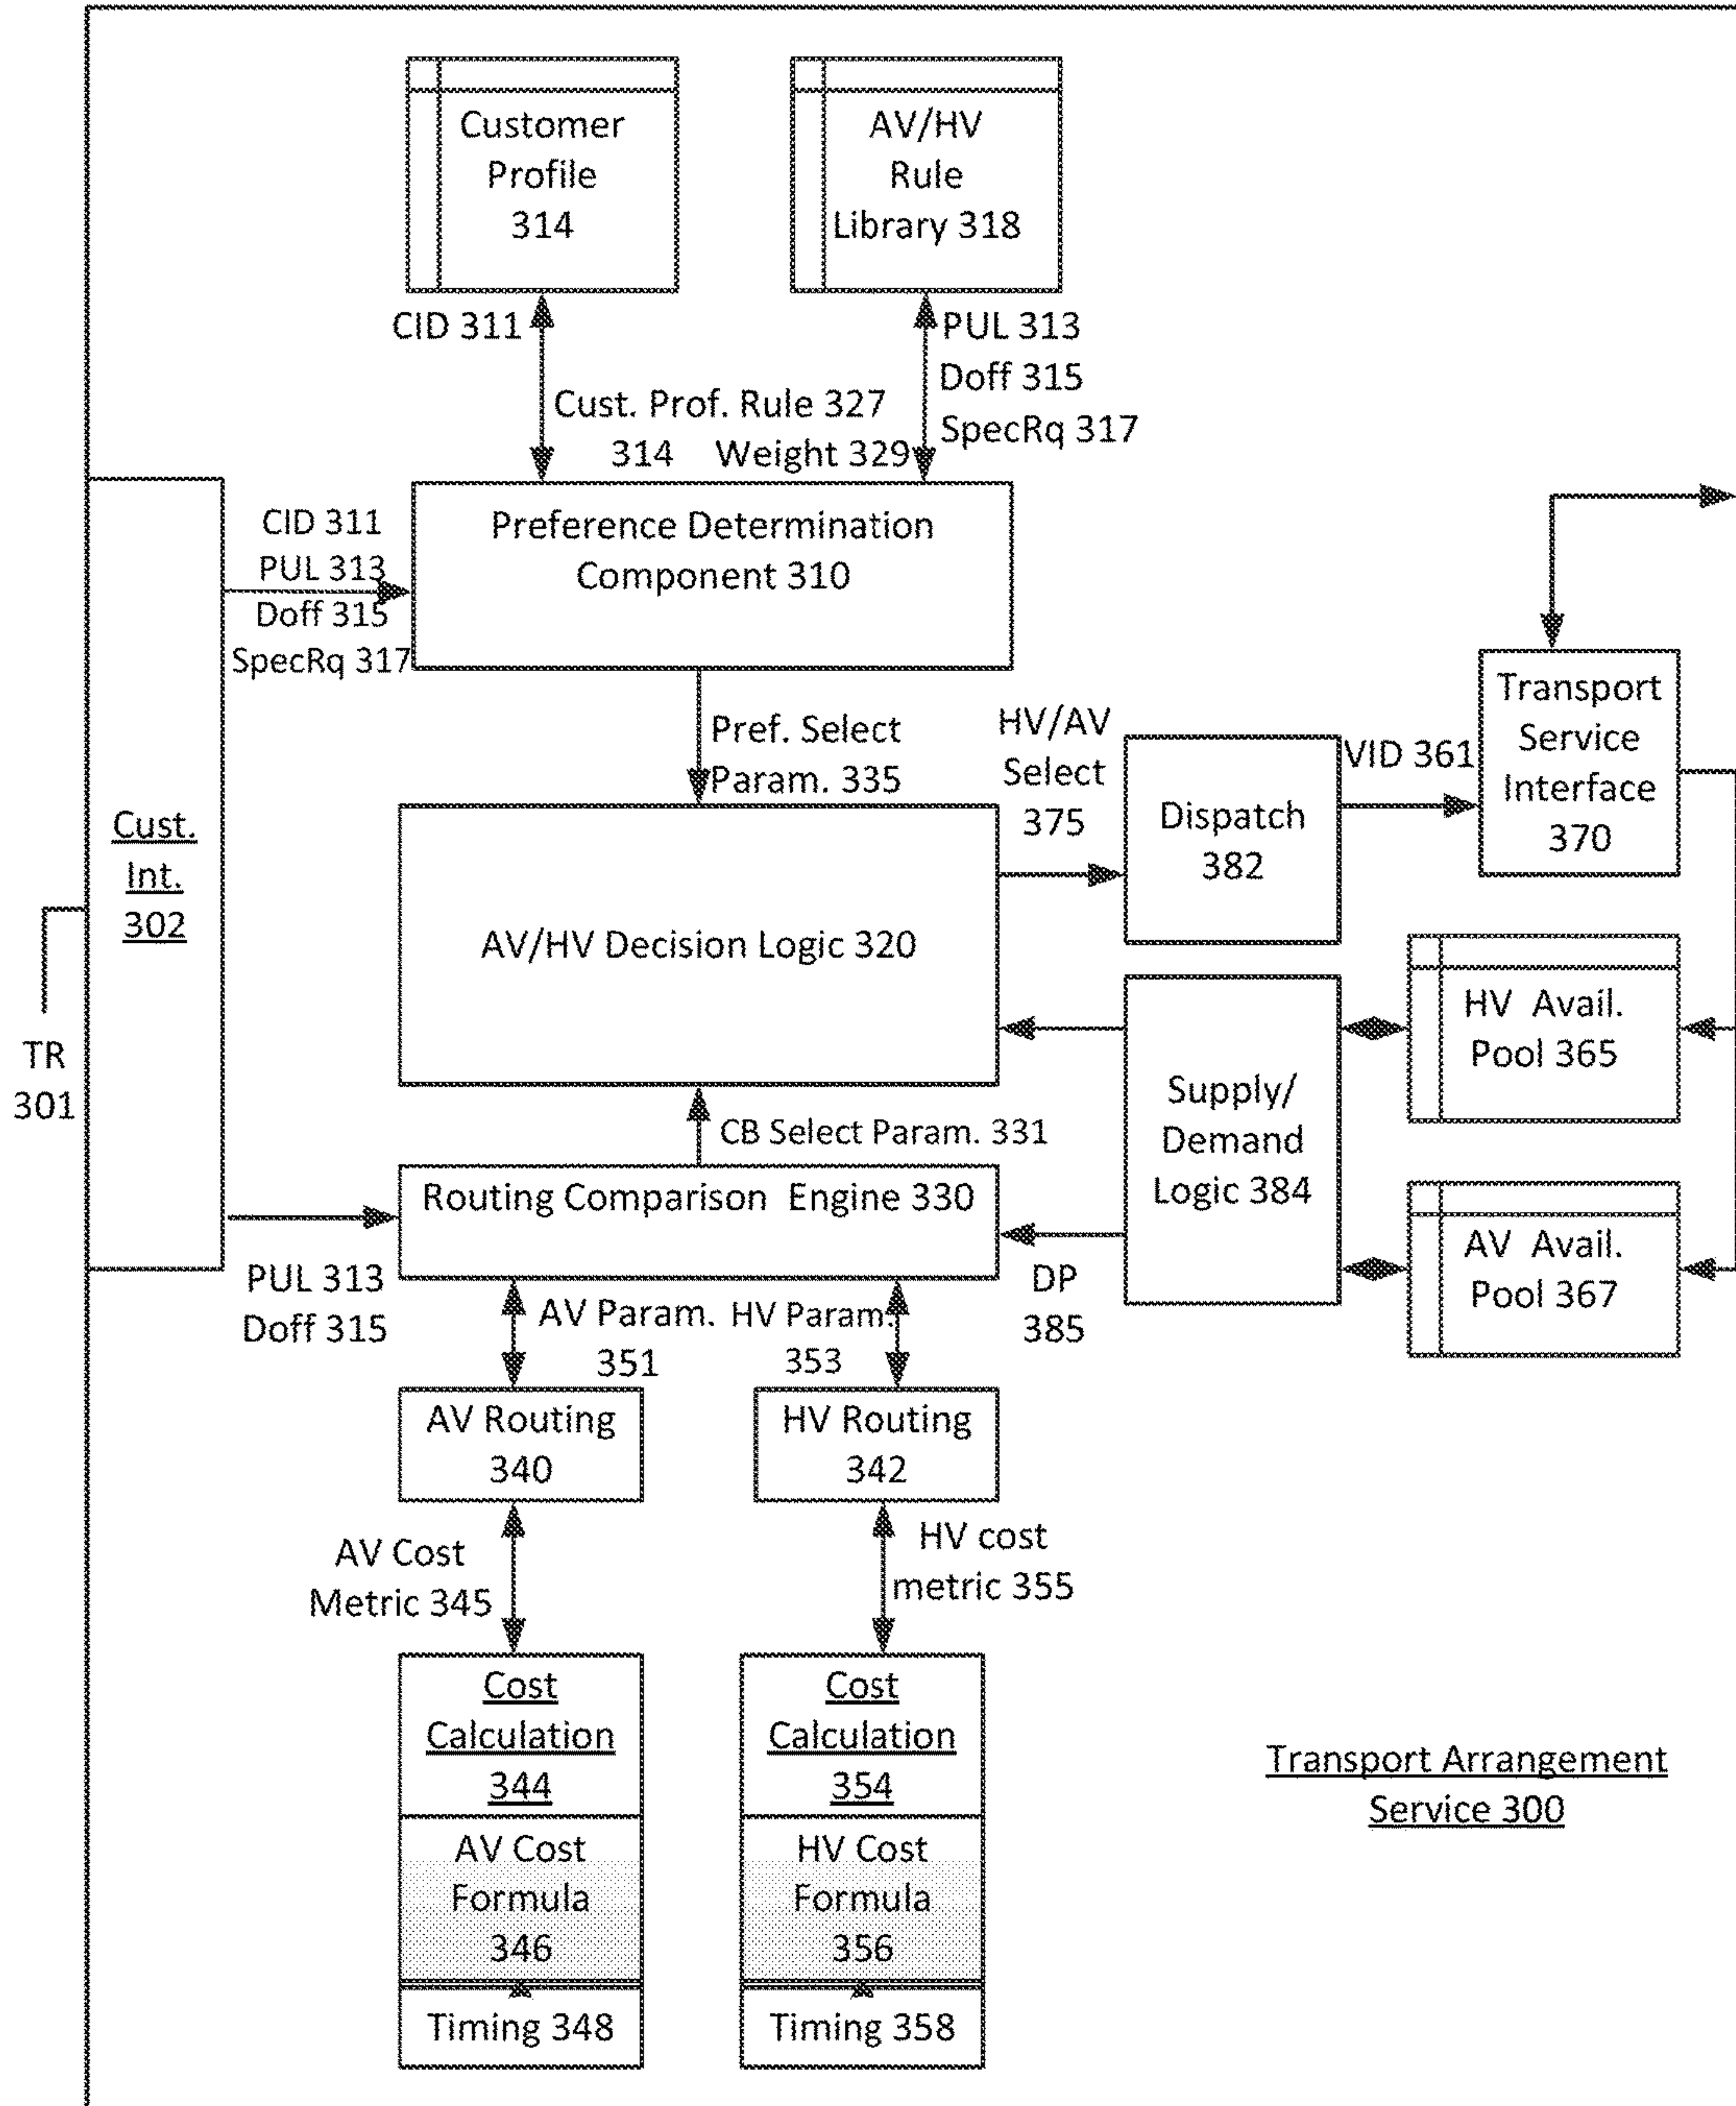 Customer
Profile
314
AV/HV
Rule
Library 318
CID 311
PUL 313
Doff 315
SpecRq 317
Cust. Prof. Rule 327
314 Weight 329
CID 311
PUL 313
Doff 315
SpecRq 317
Preference Determination
Component 310
Pref. Select
Param. 335
HV/AV
Select
375
Dispatch
382
VID 361
Transport
Service
Interface
370
Cust.
Int.
302
TR
301
AV/HV Decision Logic 320
HV Avail.
Pool 365
Supply/
Demand
Logic 384
CB Select Param. 331
Routing Comparison Engine 330
AV Avail.
Pool 367
PUL 313
Doff 315
DP
385
AV Param.
351
HV Param.
353
AV Routing
340
HV Routing
342
AV Cost
Metric 345
HV cost
metric 355
Cost
Calculation
344
AV Cost
Formula
346
Timing 348
Cost
Calculation
354
HV Cost
Formula
356
Timing 358
Transport Arrangement
Service 300